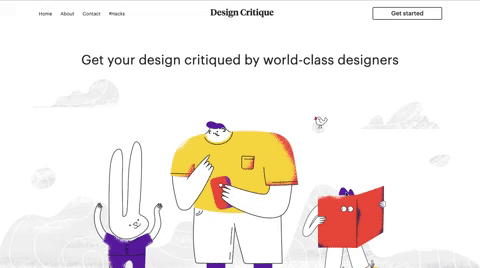 Home About Contact #Hacks Design Critique Get started
Get your design critiqued by world-class designers